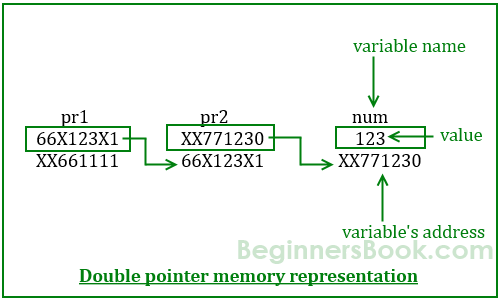 variable name
pr1 pr2 num
66X123X1 XX771230 123 value
XX661111 66X123X1 XX771230
variable's address
BeginnersBook.com
Double pointer memory representation